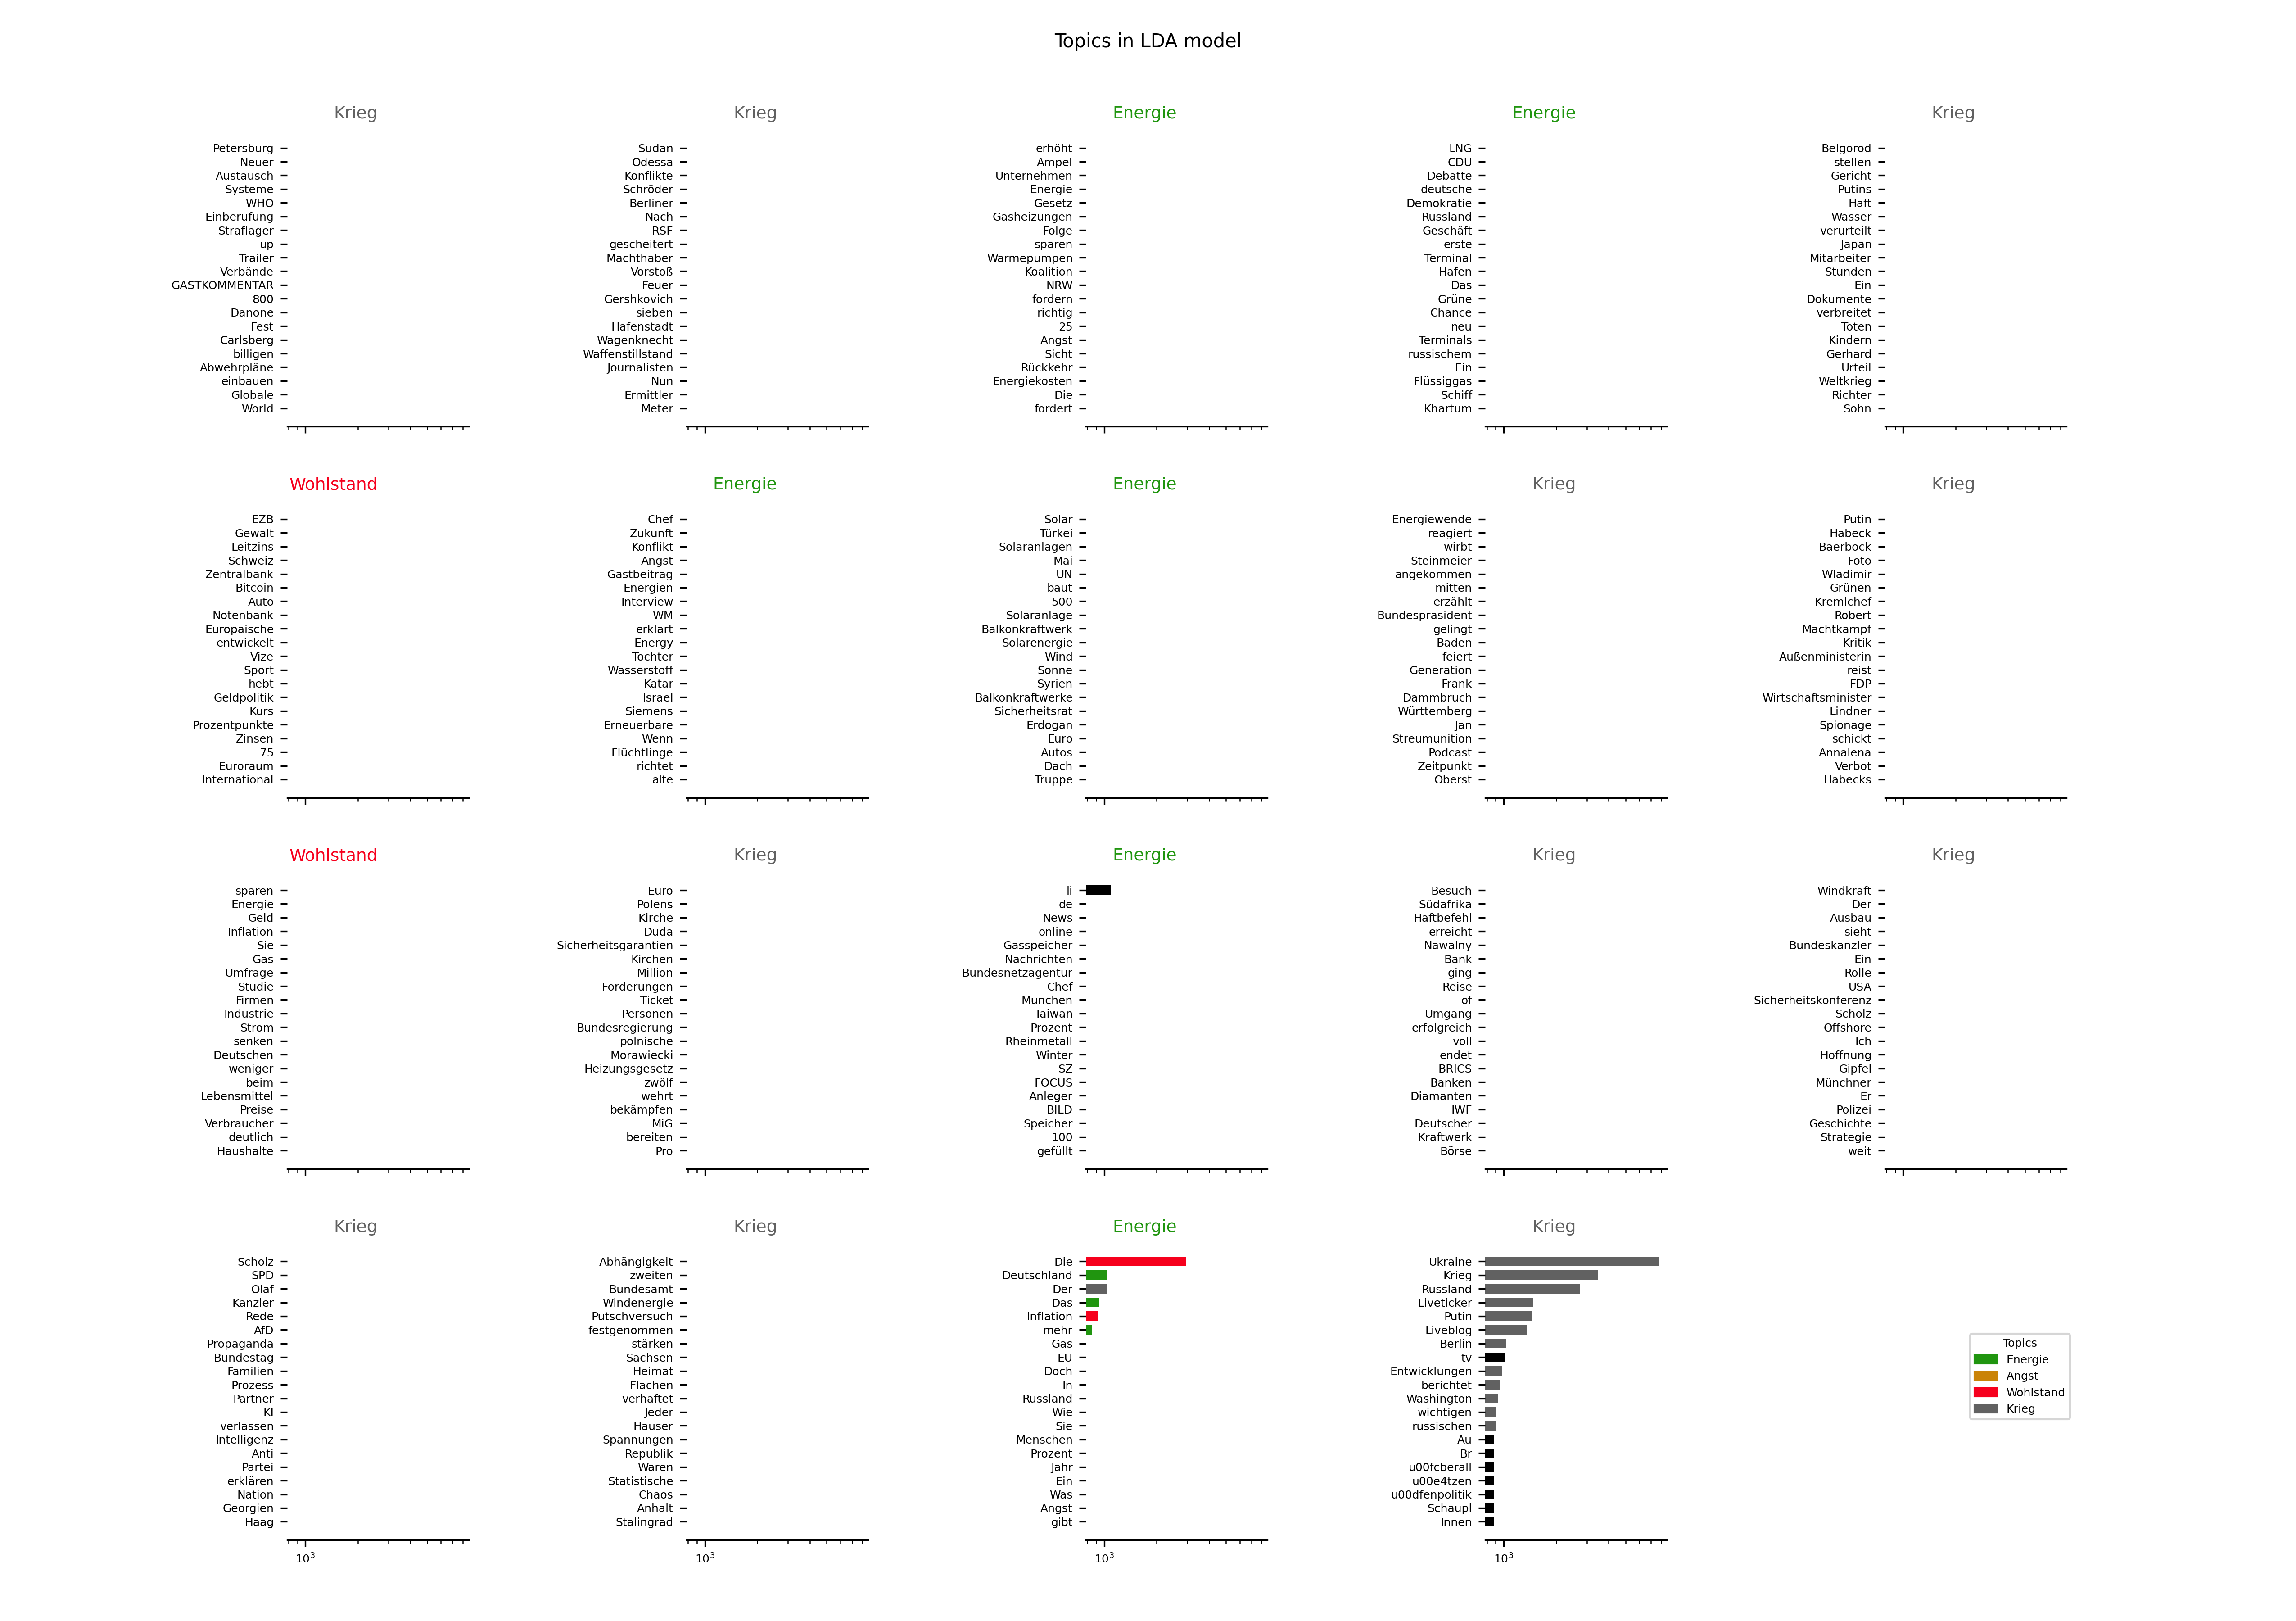 Topics in LDA model
Krieg
Petersburg
Neuer
Austausch
Systeme
WHO
Einberufung
Straflager
up
Trailer
Verbände
GASTKOMMENTAR
800
Danone
Fest
Carlsberg
billigen
Abwehrpläne
einbauen
Globale
World
Krieg
Sudan
Odessa
Konflikte
Schröder
Berliner
Nach
RSF
gescheitert
Machthaber
Vorstoß
Feuer
Gershkovich
sieben
Hafenstadt
Wagenknecht
Waffenstillstand
Journalisten
Nun
Ermittler
Meter
Energie
erhöht
Ampel
Unternehmen
Energie
Gesetz
Gasheizungen
Folge
sparen
Wärmepumpen
Koalition
NRW
fordern
richtig
25
Angst
Sicht
Rückkehr
Energiekosten
Die
fordert
Energie
LNG
CDU
Debatte
deutsche
Demokratie
Russland
Geschäft
erste
Terminal
Hafen
Das
Grüne
Chance
neu
Terminals
russischem
Ein
Flüssiggas
Schiff
Khartum
Krieg
Belgorod
stellen
Gericht
Putins
Haft
Wasser
verurteilt
Japan
Mitarbeiter
Stunden
Ein
Dokumente
verbreitet
Toten
Kindern
Gerhard
Urteil
Weltkrieg
Richter
Sohn
Wohlstand
EZB
Gewalt
Leitzins
Schweiz
Zentralbank
Bitcoin
Auto
Notenbank
Europäische
entwickelt
Vize
Sport
hebt
Geldpolitik
Kurs
Prozentpunkte
Zinsen
75
Euroraum
International
Energie
Chef
Zukunft
Konflikt
Angst
Gastbeitrag
Energien
Interview
WM
erklärt
Energy
Tochter
Wasserstoff
Katar
Israel
Siemens
Erneuerbare
Wenn
Flüchtlinge
richtet
alte
Energie
Solar
Türkei
Solaranlagen
Mai
UN
baut
500
Solaranlage
Balkonkraftwerk
Solarenergie
Wind
Sonne
Syrien
Balkonkraftwerke
Sicherheitsrat
Erdogan
Euro
Autos
Dach
Truppe
Krieg
Energiewende
reagiert
wirbt
Steinmeier
angekommen
mitten
erzählt
Bundespräsident
gelingt
Baden
feiert
Generation
Frank
Dammbruch
Württemberg
Jan
Streumunition
Podcast
Zeitpunkt
Oberst
Krieg
Putin
Habeck
Baerbock
Foto
Wladimir
Grünen
Kremlchef
Robert
Machtkampf
Kritik
Außenministerin
reist
FDP
Wirtschaftsminister
Lindner
Spionage
schickt
Annalena
Verbot
Habecks
Wohlstand
sparen
Energie
Geld
Inflation
Sie
Gas
Umfrage
Studie
Firmen
Industrie
Strom
senken
Deutschen
weniger
beim
Lebensmittel
Preise
Verbraucher
deutlich
Haushalte
Krieg
Euro
Polens
Kirche
Duda
Sicherheitsgarantien
Kirchen
Million
Forderungen
Ticket
Personen
Bundesregierung
polnische
Morawiecki
Heizungsgesetz
zwölf
wehrt
bekämpfen
MiG
bereiten
Pro
Energie
li
de
News
online
Gasspeicher
Nachrichten
Bundesnetzagentur
Chef
München
Taiwan
Prozent
Rheinmetall
Winter
SZ
FOCUS
Anleger
BILD
Speicher
100
gefüllt
Krieg
Besuch
Südafrika
Haftbefehl
erreicht
Nawalny
Bank
ging
Reise
of
Umgang
erfolgreich
voll
endet
BRICS
Banken
Diamanten
IWF
Deutscher
Kraftwerk
Börse
Krieg
Windkraft
Der
Ausbau
sieht
Bundeskanzler
Ein
Rolle
USA
Sicherheitskonferenz
Scholz
Offshore
Ich
Hoffnung
Gipfel
Münchner
Er
Polizei
Geschichte
Strategie
weit
Krieg
Scholz
SPD
Olaf
Kanzler
Rede
AfD
Propaganda
Bundestag
Familien
Prozess
Partner
KI
verlassen
Intelligenz
Anti
Partei
erklären
Nation
Georgien
Haag
10³
Krieg
Abhängigkeit
zweiten
Bundesamt
Windenergie
Putschversuch
festgenommen
stärken
Sachsen
Heimat
Flächen
verhaftet
Jeder
Häuser
Spannungen
Republik
Waren
Statistische
Chaos
Anhalt
Stalingrad
10³
Energie
Die
Deutschland
Der
Das
Inflation
mehr
Gas
EU
Doch
In
Russland
Wie
Sie
Menschen
Prozent
Jahr
Ein
Was
Angst
gibt
10³
Krieg
Ukraine
Krieg
Russland
Liveticker
Putin
Liveblog
Berlin
tv
Entwicklungen
berichtet
Washington
wichtigen
russischen
Au
Br
u00fcberall
u00e4tzen
u00dfenpolitik
Schaupl
Innen
10³
Topics
Energie
Angst
Wohlstand
Krieg